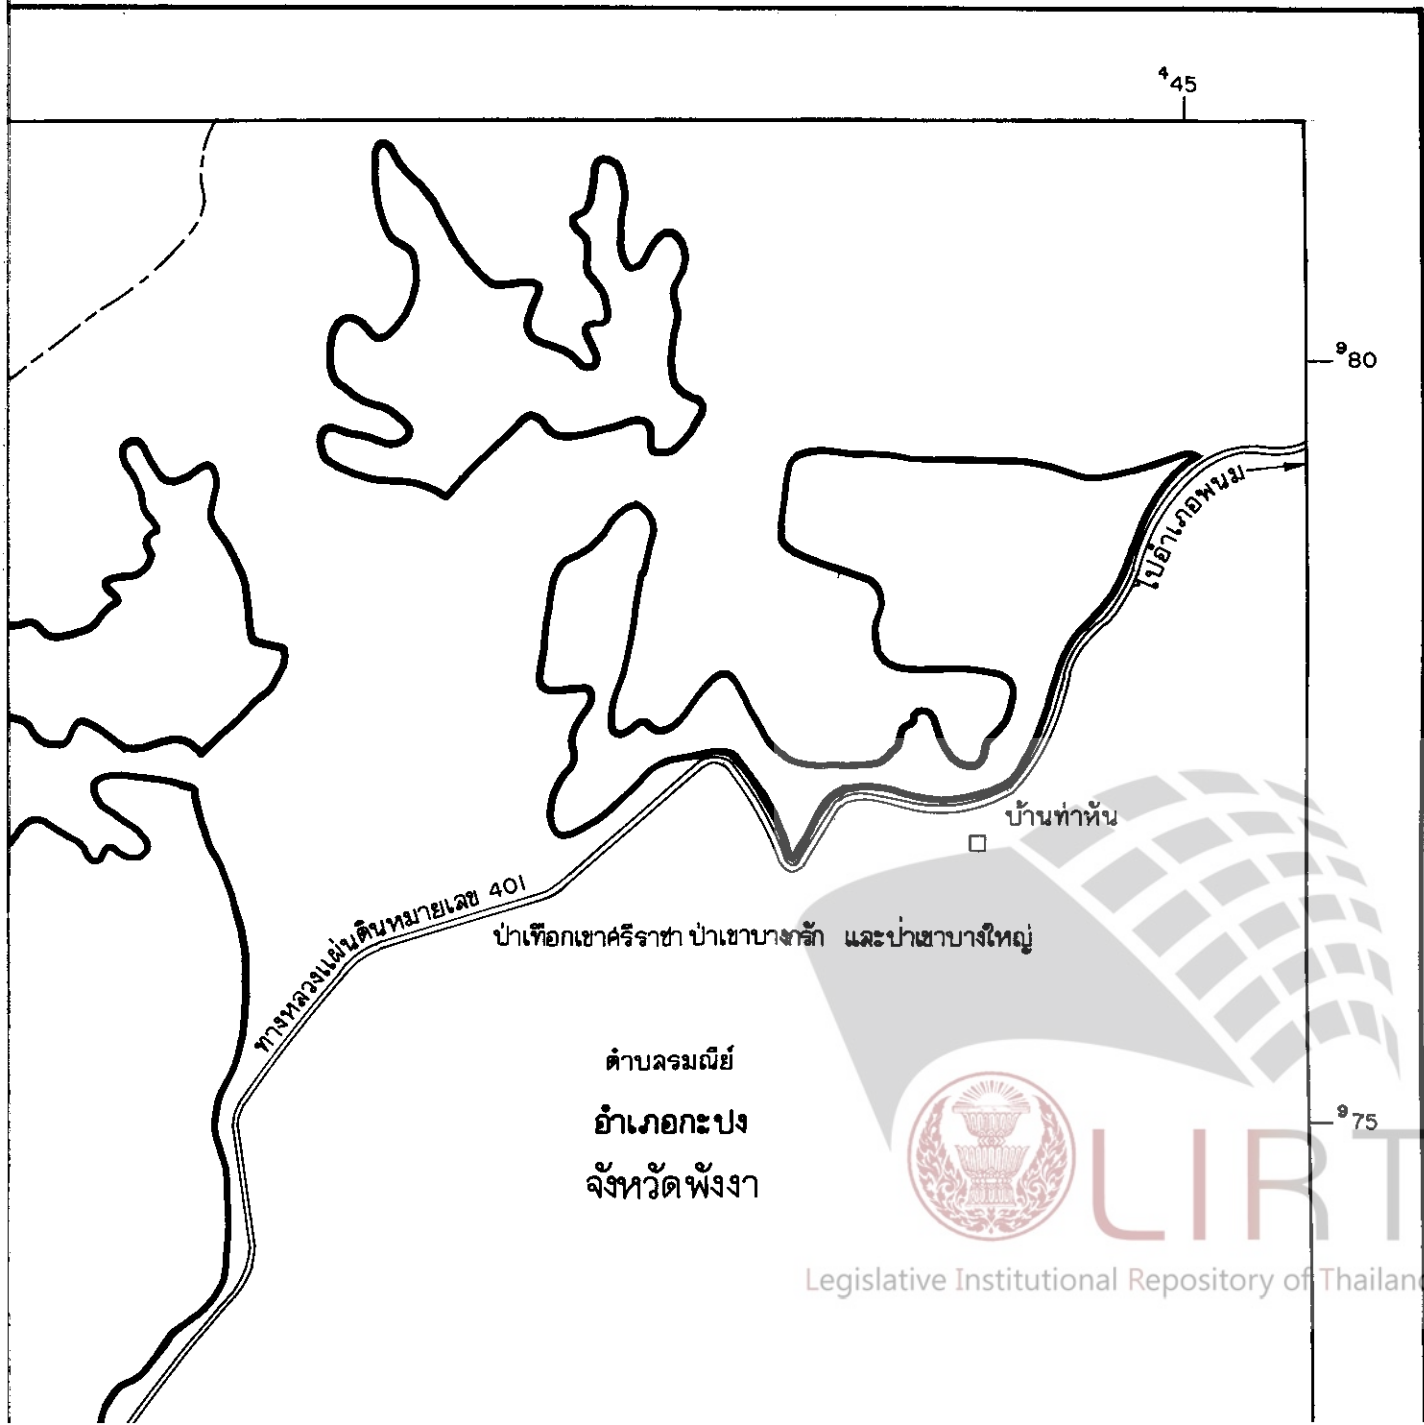 ⁴45
⁹80
ไปอำเภอพนม
บ้านท่าหัน
ทางหลวงแผ่นดินหมายเลข 401
ป่าเทือกเขาศรีราชา ป่าเขาบางกรัก และป่าเขาบางใหญ่
ตำบลรมณีย์
อำเภอกะปง
จังหวัดพังงา
⁹75
LIRT
Legislative Institutional Repository of Thailand